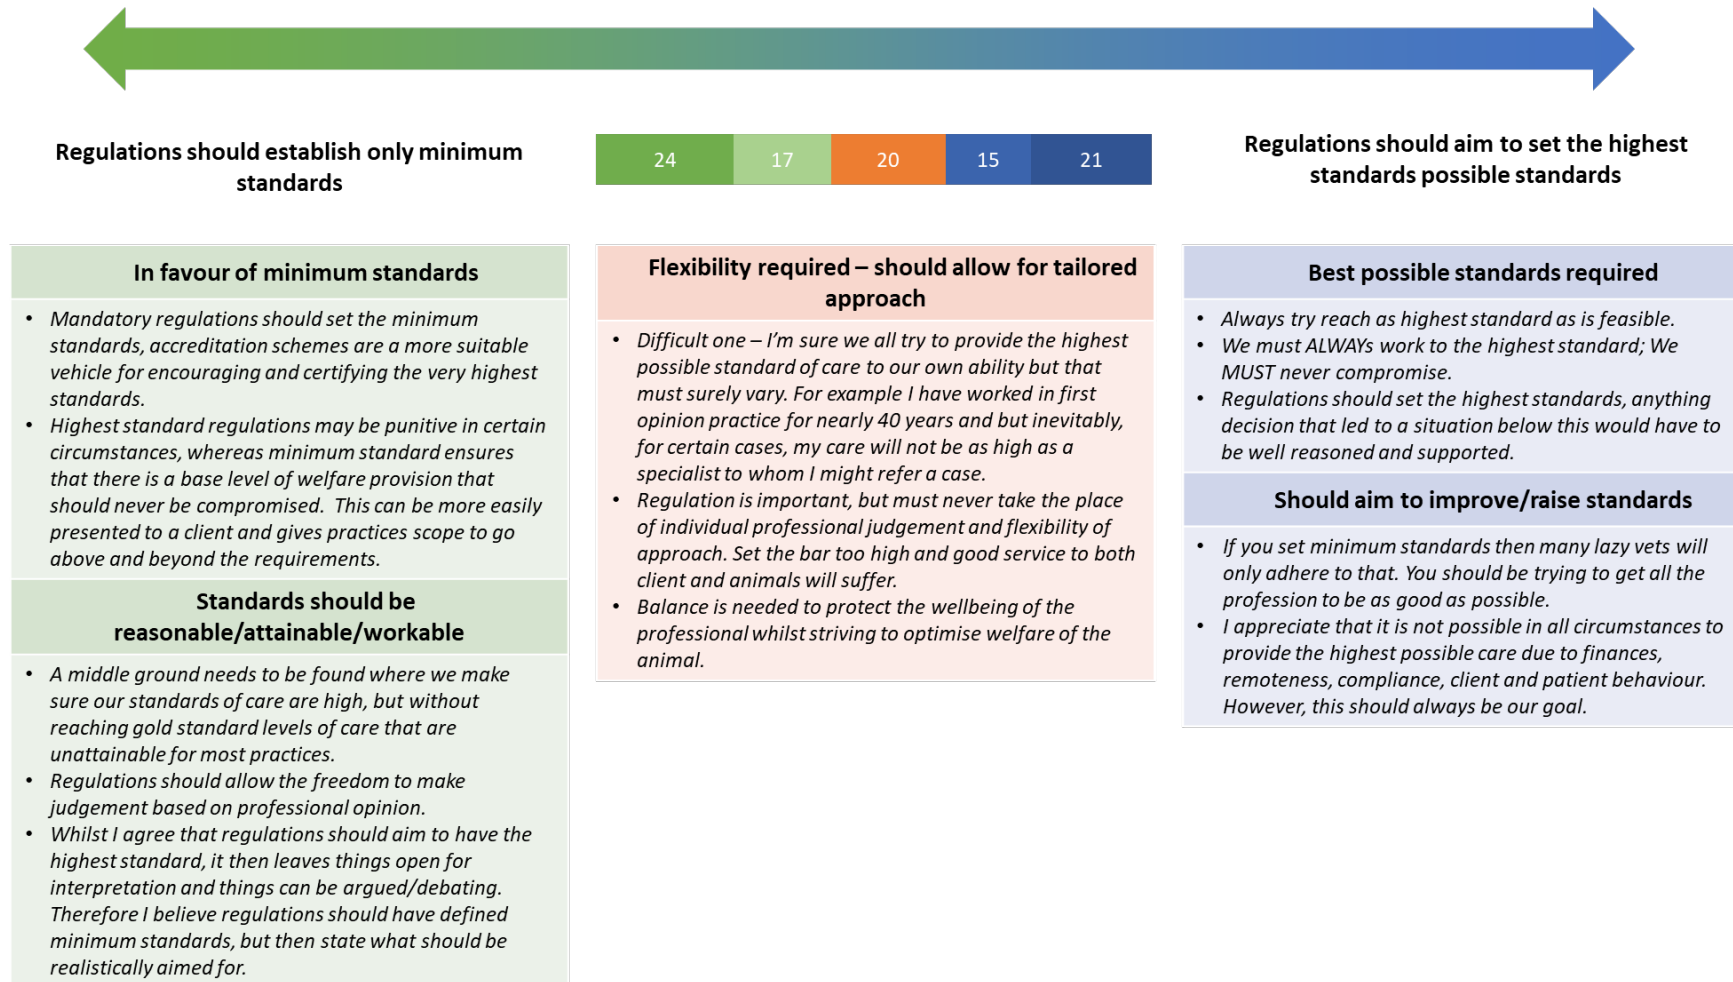 Regulations should establish only minimum
standards
24 17 20 15 21
Regulations should aim to set the highest
standards possible standards
In favour of minimum standards
• Mandatory regulations should set the minimum
standards, accreditation schemes are a more suitable
vehicle for encouraging and certifying the very highest
standards.
• Highest standard regulations may be punitive in certain
circumstances, whereas minimum standard ensures
that there is a base level of welfare provision that
should never be compromised.  This can be more easily
presented to a client and gives practices scope to go
above and beyond the requirements.
Standards should be
reasonable/attainable/workable
• A middle ground needs to be found where we make
sure our standards of care are high, but without
reaching gold standard levels of care that are
unattainable for most practices.
• Regulations should allow the freedom to make
judgement based on professional opinion.
• Whilst I agree that regulations should aim to have the
highest standard, it then leaves things open for
interpretation and things can be argued/debating.
Therefore I believe regulations should have defined
minimum standards, but then state what should be
realistically aimed for.
Flexibility required – should allow for tailored
approach
• Difficult one – I'm sure we all try to provide the highest
possible standard of care to our own ability but that
must surely vary. For example I have worked in first
opinion practice for nearly 40 years and but inevitably,
for certain cases, my care will not be as high as a
specialist to whom I might refer a case.
• Regulation is important, but must never take the place
of individual professional judgement and flexibility of
approach. Set the bar too high and good service to both
client and animals will suffer.
• Balance is needed to protect the wellbeing of the
professional whilst striving to optimise welfare of the
animal.
Best possible standards required
• Always try reach as highest standard as is feasible.
• We must ALWAYs work to the highest standard; We
MUST never compromise.
• Regulations should set the highest standards, anything
decision that led to a situation below this would have to
be well reasoned and supported.
Should aim to improve/raise standards
• If you set minimum standards then many lazy vets will
only adhere to that. You should be trying to get all the
profession to be as good as possible.
• I appreciate that it is not possible in all circumstances to
provide the highest possible care due to finances,
remoteness, compliance, client and patient behaviour.
However, this should always be our goal.